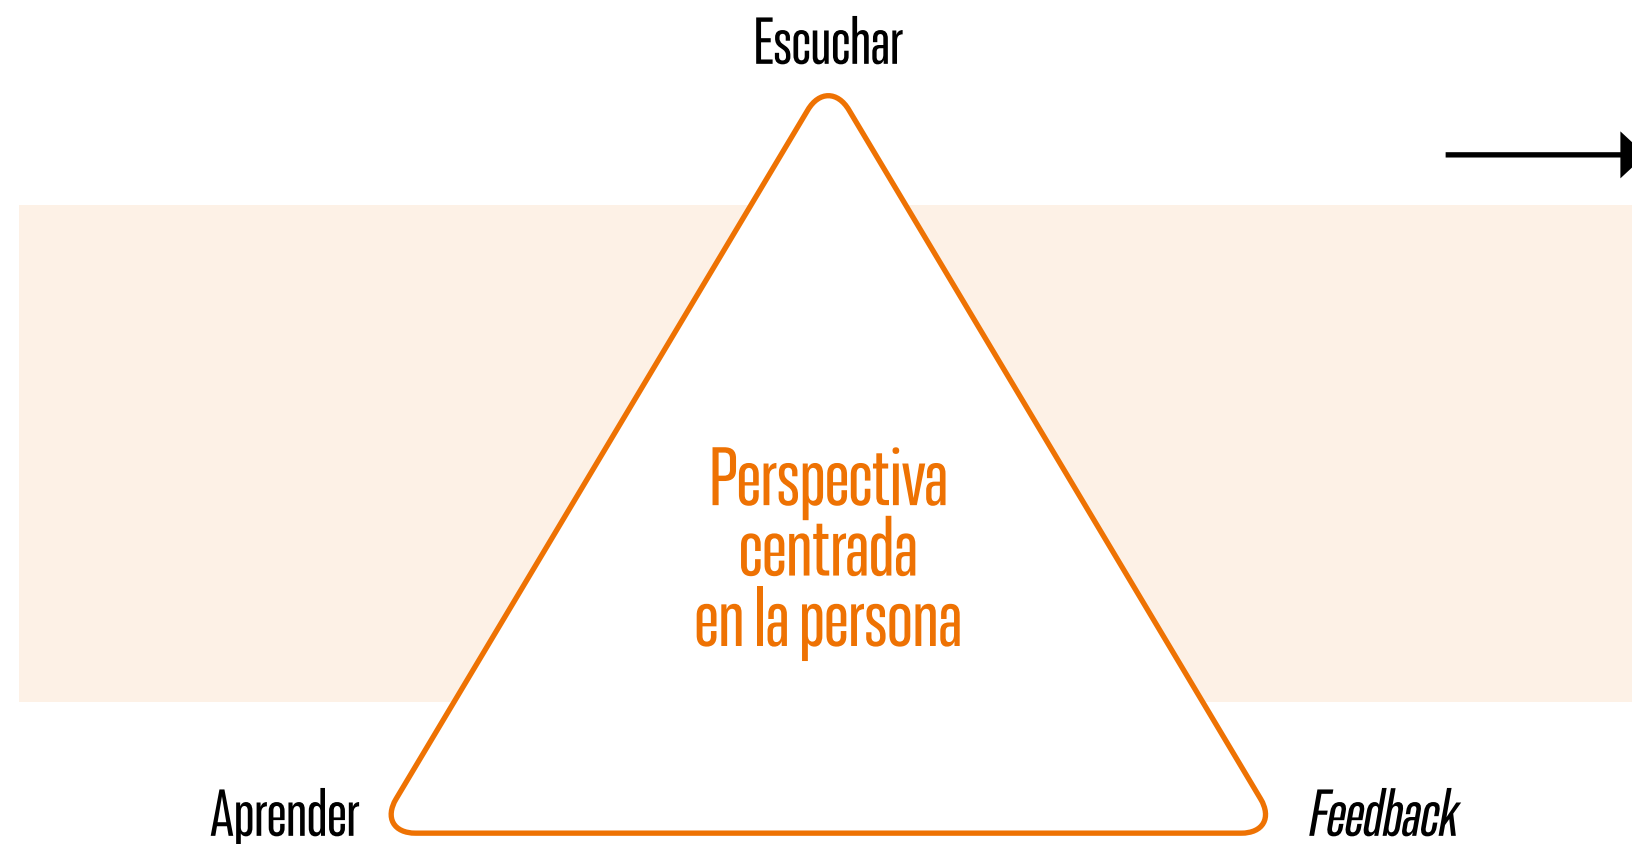 Escuchar
Perspectiva
centrada
en la persona
Aprender
Feedback